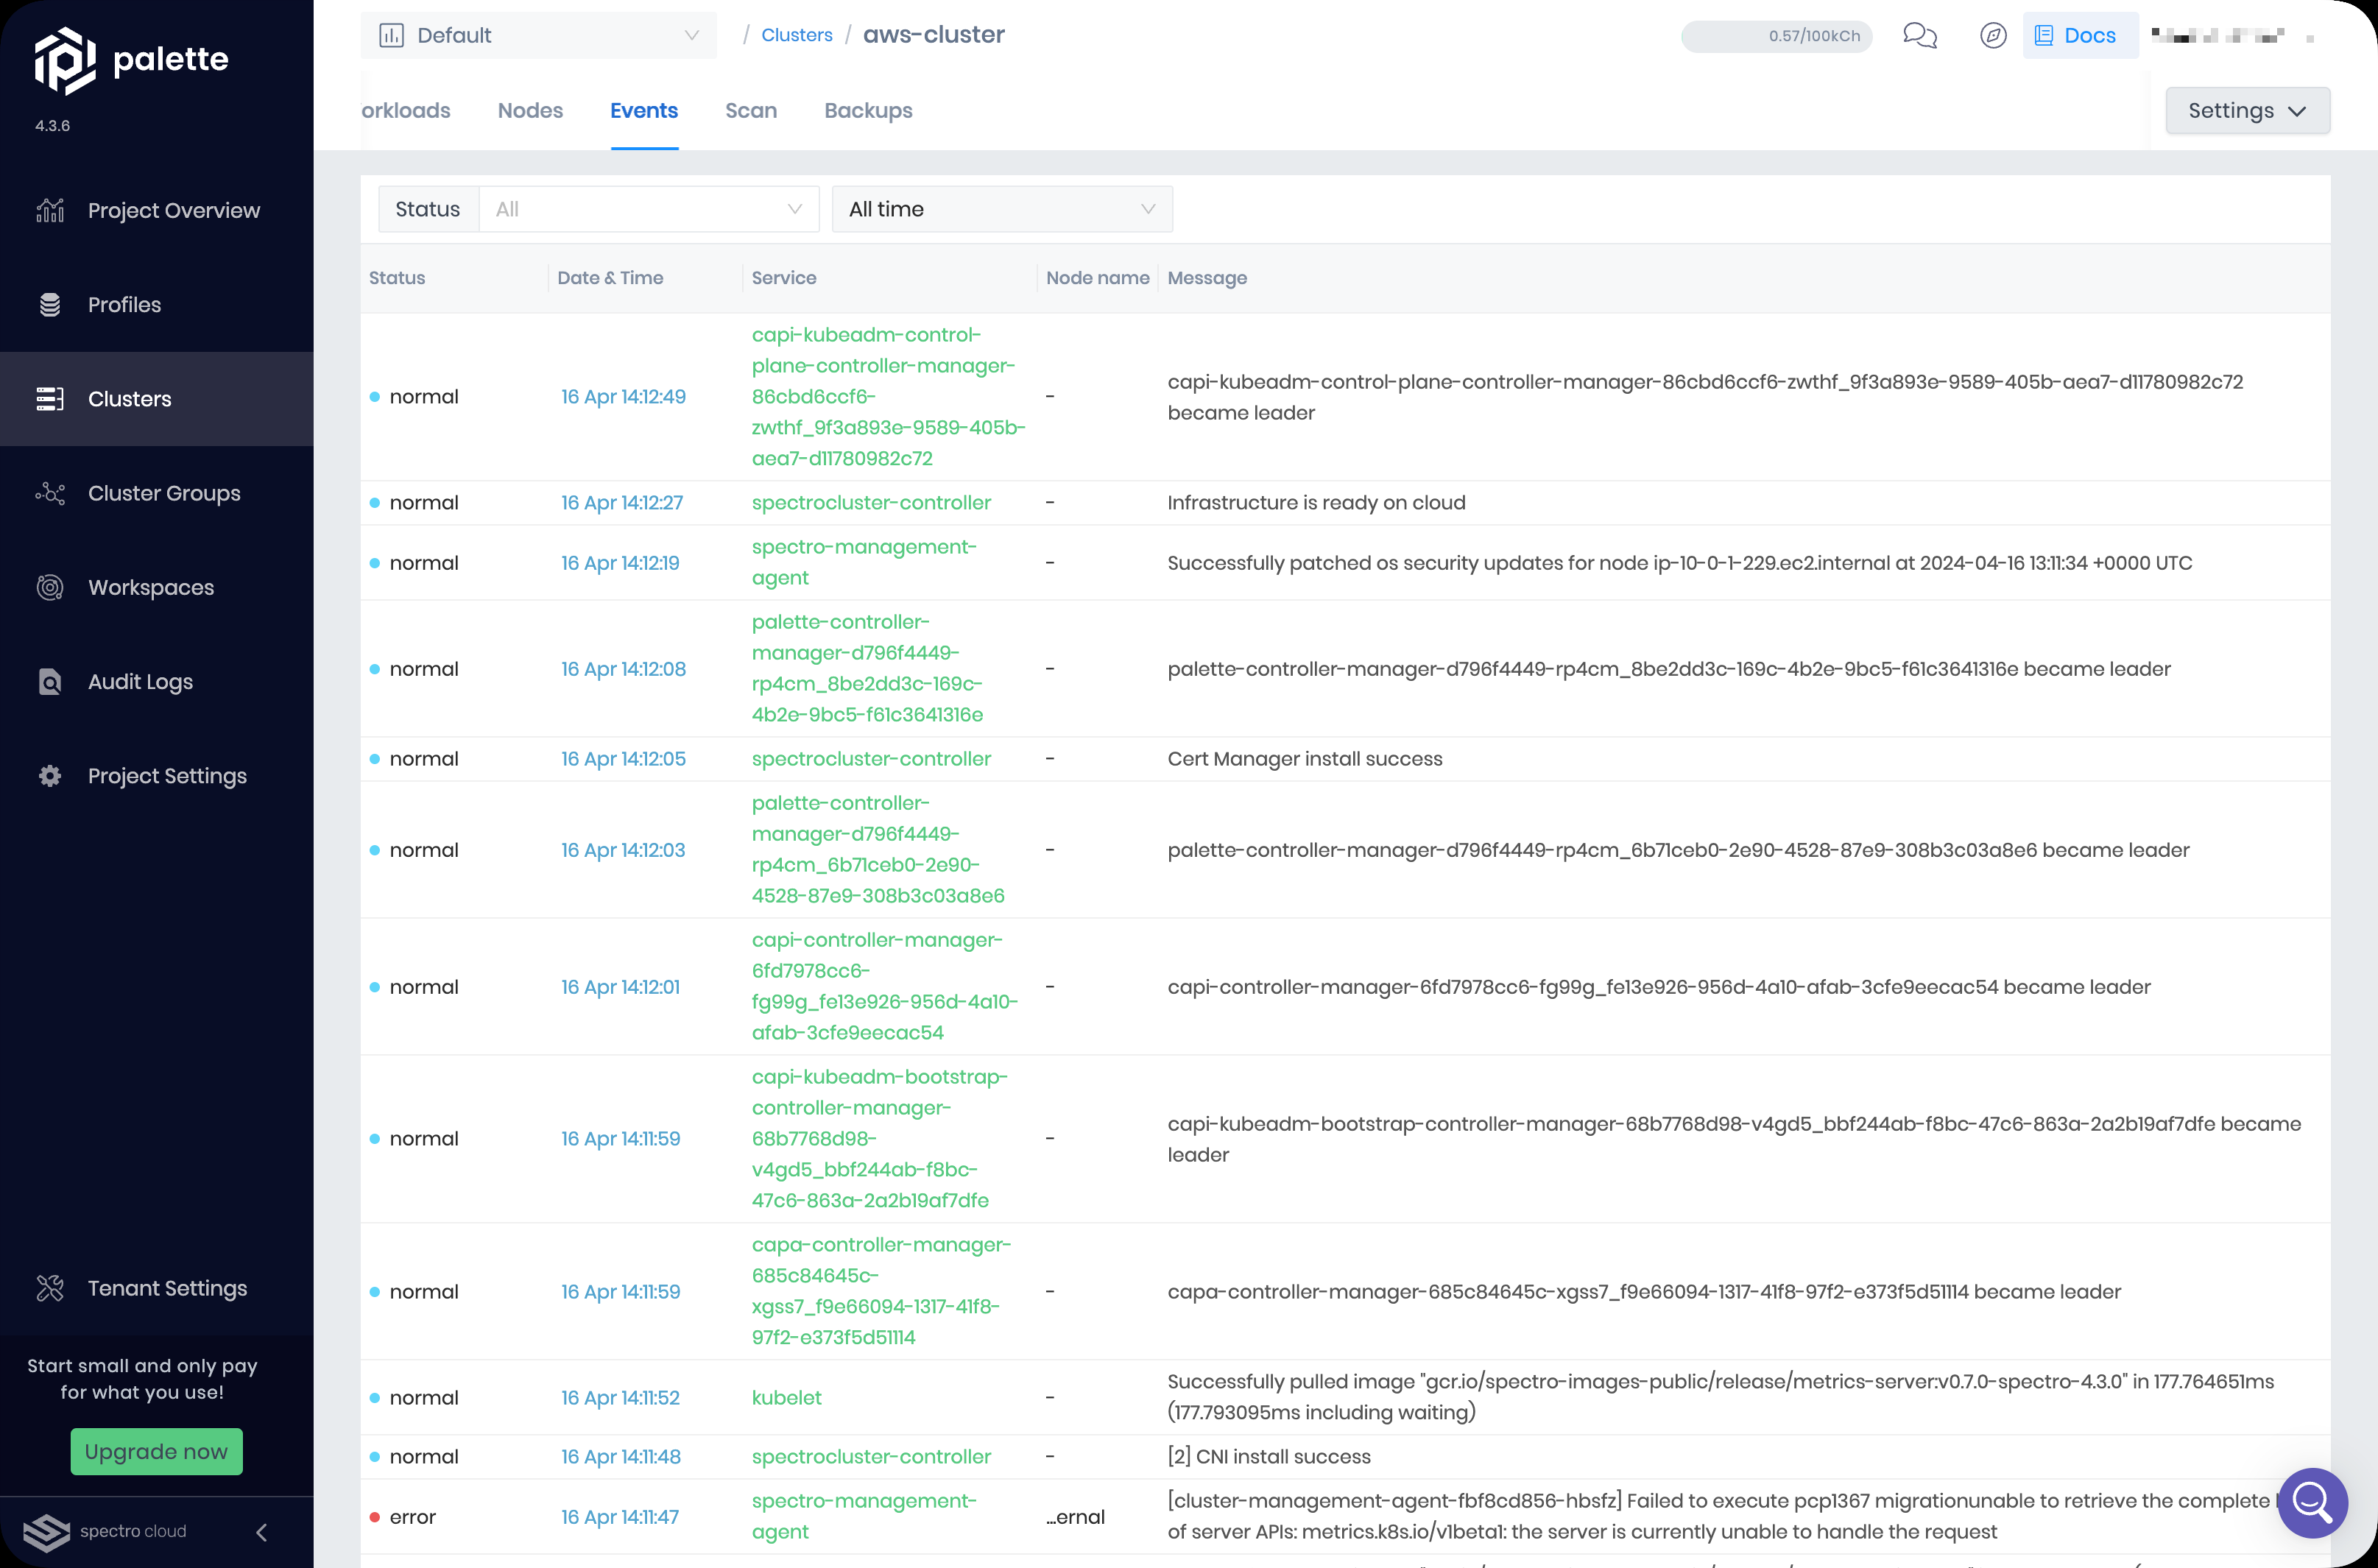 palette
4.3.6
Project Overview
Profiles
Clusters
Cluster Groups
Workspaces
Audit Logs
Project Settings
Tenant Settings
Start small and only pay
for what you use!
Upgrade now
spectro cloud
Default
/ Clusters / aws-cluster
0.57/100kCh
Docs
orkloads Nodes Events Scan Backups
Settings
Status All All time
Status Date & Time Service Node name Message
normal 16 Apr 14:12:49
capi-kubeadm-control-
plane-controller-manager-
86cbd6ccf6-
zwthf_9f3a893e-9589-405b-
aea7-d11780982c72
-
capi-kubeadm-control-plane-controller-manager-86cbd6ccf6-zwthf_9f3a893e-9589-405b-aea7-d11780982c72
became leader
normal 16 Apr 14:12:27 spectrocluster-controller - Infrastructure is ready on cloud
normal 16 Apr 14:12:19
spectro-management-
agent
-
Successfully patched os security updates for node ip-10-0-1-229.ec2.internal at 2024-04-16 13:11:34 +0000 UTC
normal 16 Apr 14:12:08
palette-controller-
manager-d796f4449-
rp4cm_8be2dd3c-169c-
4b2e-9bc5-f61c3641316e
-
palette-controller-manager-d796f4449-rp4cm_8be2dd3c-169c-4b2e-9bc5-f61c3641316e became leader
normal 16 Apr 14:12:05 spectrocluster-controller - Cert Manager install success
normal 16 Apr 14:12:03
palette-controller-
manager-d796f4449-
rp4cm_6b71ceb0-2e90-
4528-87e9-308b3c03a8e6
-
palette-controller-manager-d796f4449-rp4cm_6b71ceb0-2e90-4528-87e9-308b3c03a8e6 became leader
normal 16 Apr 14:12:01
capi-controller-manager-
6fd7978cc6-
fg99g_fe13e926-956d-4a10-
afab-3cfe9eecac54
-
capi-controller-manager-6fd7978cc6-fg99g_fe13e926-956d-4a10-afab-3cfe9eecac54 became leader
normal 16 Apr 14:11:59
capi-kubeadm-bootstrap-
controller-manager-
68b7768d98-
v4gd5_bbf244ab-f8bc-
47c6-863a-2a2b19af7dfe
-
capi-kubeadm-bootstrap-controller-manager-68b7768d98-v4gd5_bbf244ab-f8bc-47c6-863a-2a2b19af7dfe became
leader
normal 16 Apr 14:11:59
capa-controller-manager-
685c84645c-
xgss7_f9e66094-1317-41f8-
97f2-e373f5d51114
-
capa-controller-manager-685c84645c-xgss7_f9e66094-1317-41f8-97f2-e373f5d51114 became leader
normal 16 Apr 14:11:52 kubelet -
Successfully pulled image "gcr.io/spectro-images-public/release/metrics-server:v0.7.0-spectro-4.3.0" in 177.764651ms
(177.793095ms including waiting)
normal 16 Apr 14:11:48 spectrocluster-controller - [2] CNI install success
error 16 Apr 14:11:47
spectro-management-
agent
...ernal
[cluster-management-agent-fbf8cd856-hbsfz] Failed to execute pcp1367 migrationunable to retrieve the complete
of server APIs: metrics.k8s.io/v1beta1: the server is currently unable to handle the request